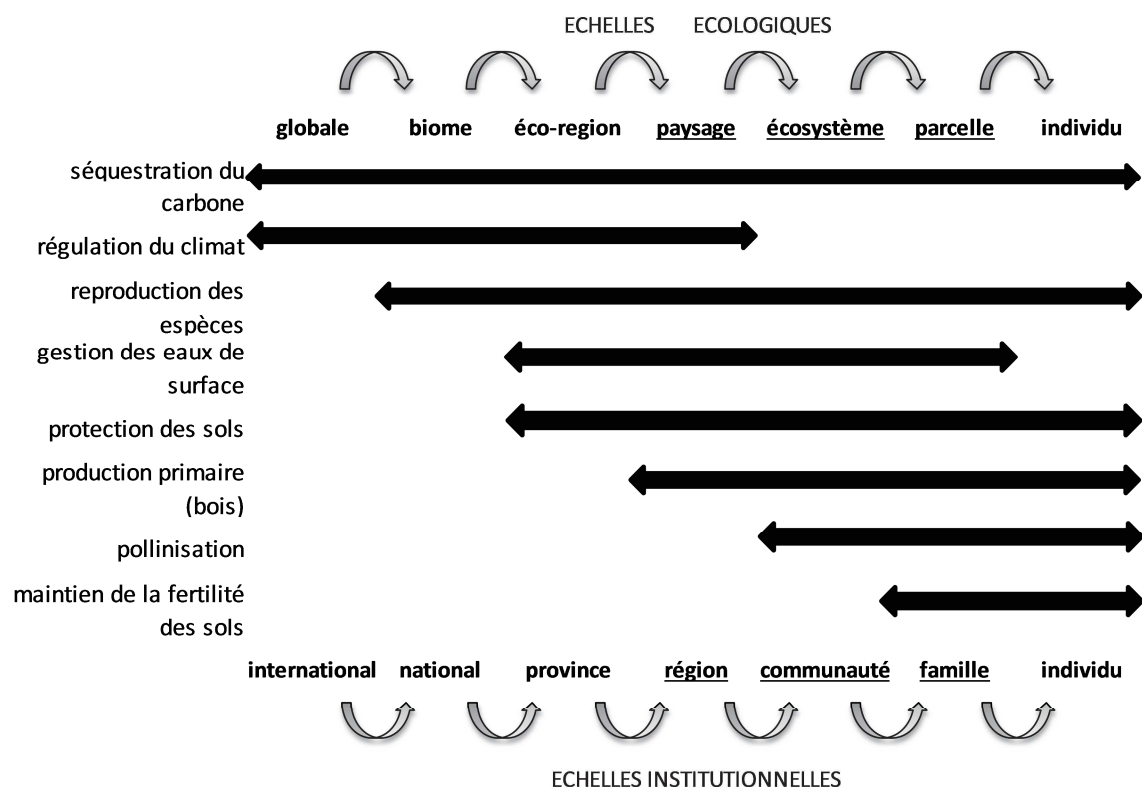 ECHELLES ECOLOGIQUES
globale biome éco-region paysage écosystème parcelle individu
séquestration du
carbone
régulation du climat
reproduction des
espèces
gestion des eaux de
surface
protection des sols
production primaire
(bois)
pollinisation
maintien de la fertilité
des sols
international national province région communauté famille individu
ECHELLES INSTITUTIONNELLES